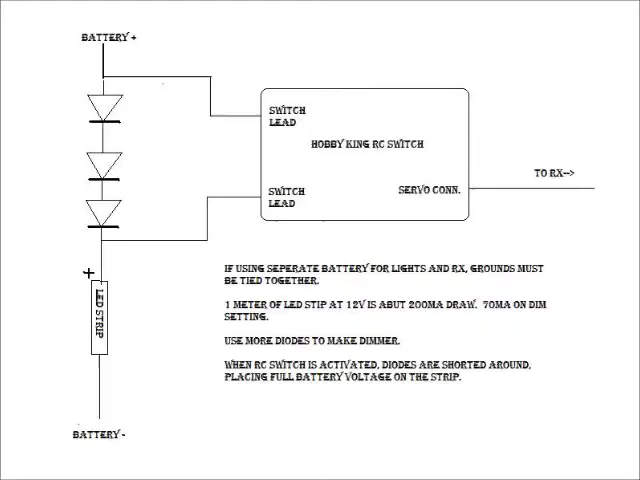 BATTERY +
SWITCH
LEAD
HOBBY KING RC SWITCH
TO RX-->
SWITCH
LEAD
SERVO CONN.
+
LED STRIP
IF USING SEPERATE BATTERY FOR LIGHTS AND RX, GROUNDS MUST
BE TIED TOGETHER.
1 METER OF LED STIP AT 12V IS ABUT 200MA DRAW. 70MA ON DIM
SETTING.
USE MORE DIODES TO MAKE DIMMER.
WHEN RC SWITCH IS ACTIVATED, DIODES ARE SHORTED AROUND,
PLACING FULL BATTERY VOLTAGE ON THE STRIP.
BATTERY -